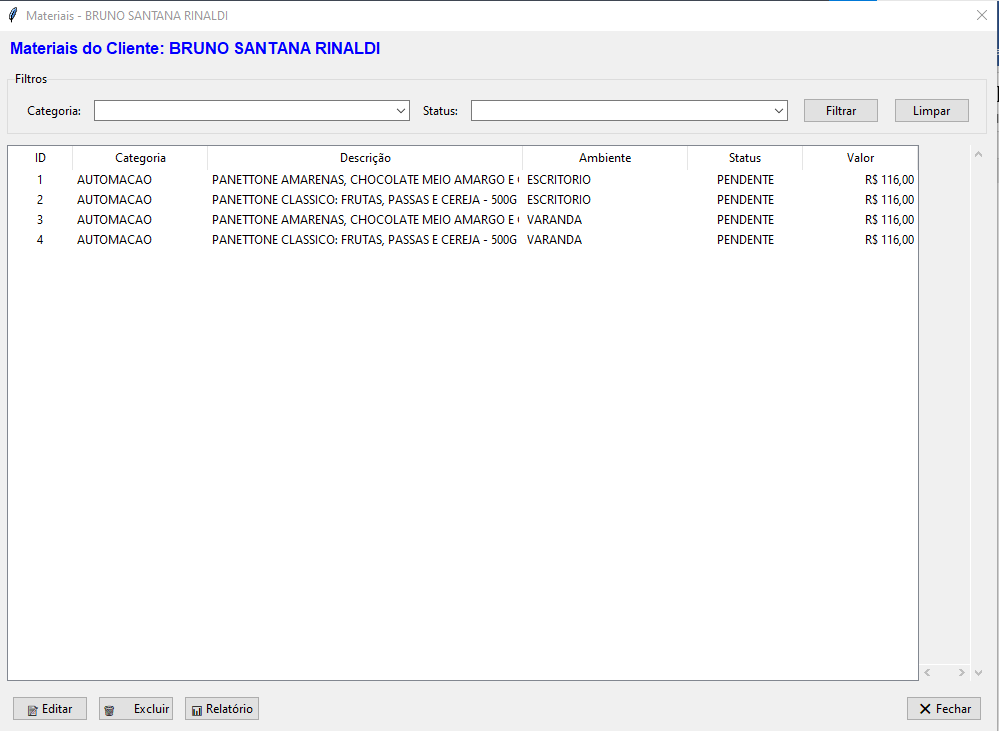 Materiais - BRUNO SANTANA RINALDI
Materiais do Cliente: BRUNO SANTANA RINALDI
Filtros
Categoria: Status: Filtrar Limpar
ID Categoria Descrição Ambiente Status Valor
1 AUTOMACAO PANETTONE AMARENAS, CHOCOLATE MEIO AMARGO E ESCRITORIO PENDENTE R$ 116,00
2 AUTOMACAO PANETTONE CLASSICO: FRUTAS, PASSAS E CEREJA - 500G ESCRITORIO PENDENTE R$ 116,00
3 AUTOMACAO PANETTONE AMARENAS, CHOCOLATE MEIO AMARGO E VARANDA PENDENTE R$ 116,00
4 AUTOMACAO PANETTONE CLASSICO: FRUTAS, PASSAS E CEREJA - 500G VARANDA PENDENTE R$ 116,00
Editar Excluir Relatório Fechar